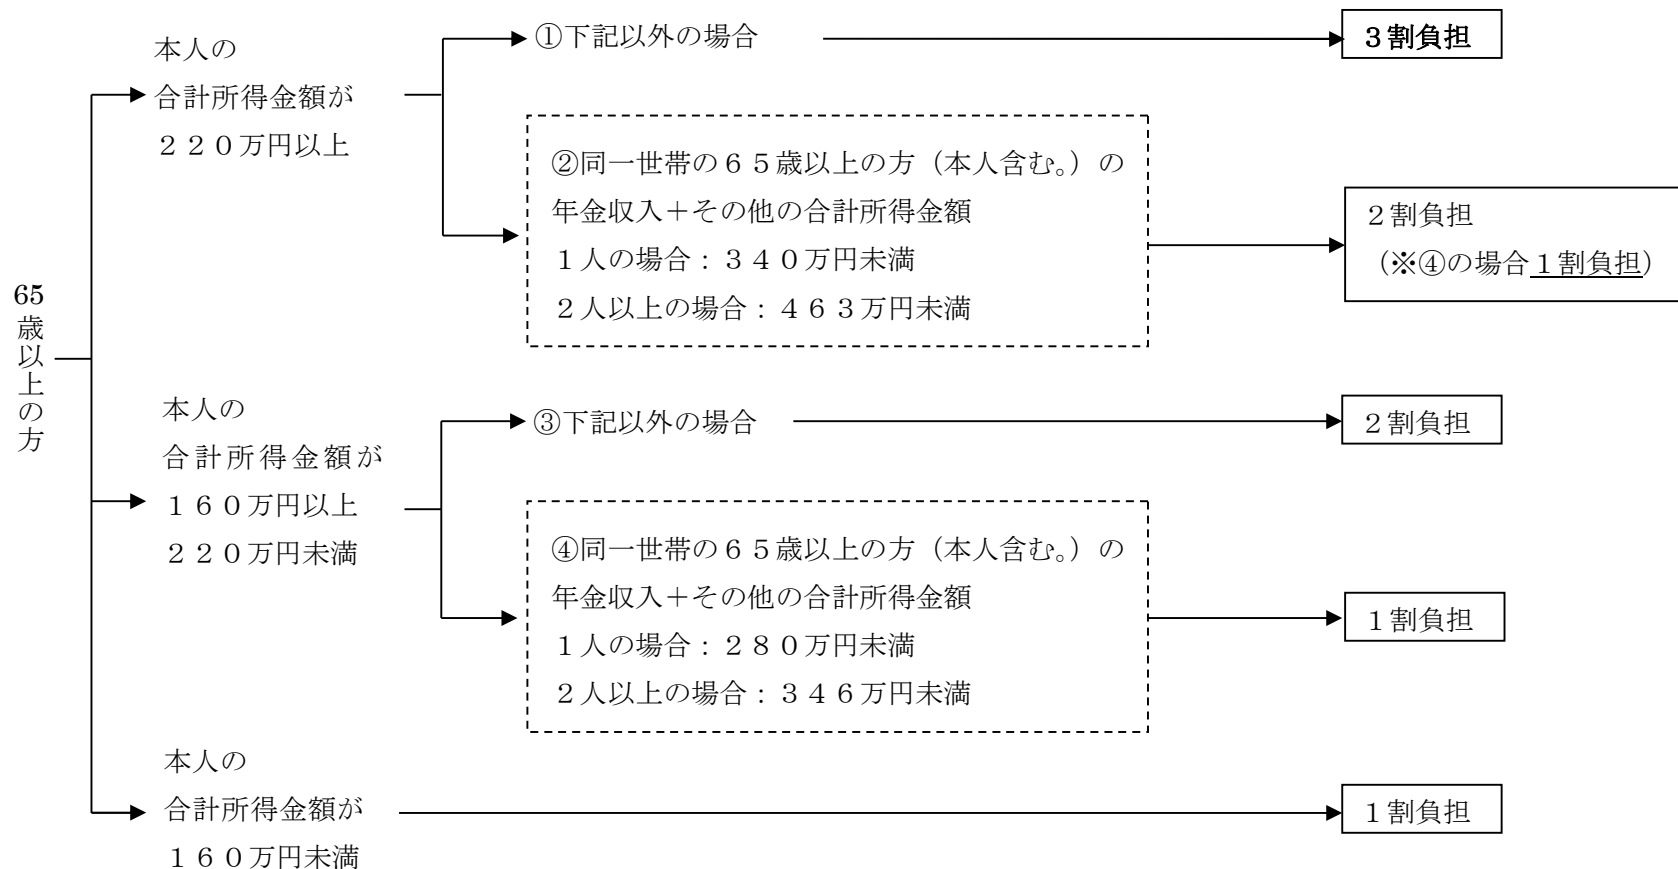 65歳以上の方
本人の
合計所得金額が
２２０万円以上
①下記以外の場合
３割負担
②同一世帯の６５歳以上の方（本人含む。）の
年金収入＋その他の合計所得金額
１人の場合：３４０万円未満
２人以上の場合：４６３万円未満
２割負担
（※④の場合１割負担）
本人の
合計所得金額が
１６０万円以上
２２０万円未満
③下記以外の場合
２割負担
④同一世帯の６５歳以上の方（本人含む。）の
年金収入＋その他の合計所得金額
１人の場合：２８０万円未満
２人以上の場合：３４６万円未満
１割負担
本人の
合計所得金額が
１６０万円未満
１割負担